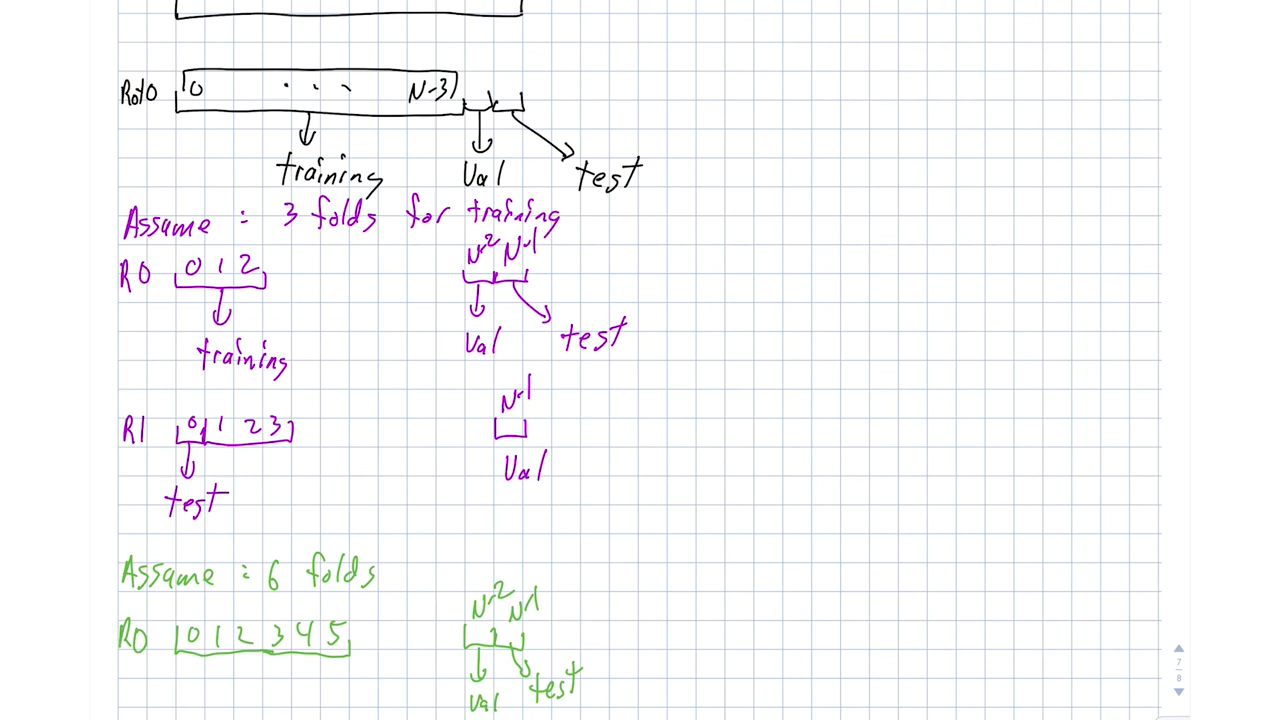 Rot0 0 . . . N-3
training Val test
Assume : 3 folds for training
N-2 N-1
R0 0 1 2
Val test
training
N-1
R1 0 1 2 3
Val
test
Assume : 6 folds
N-2 N-1
R0 0 1 2 3 4 5
val test
7
8